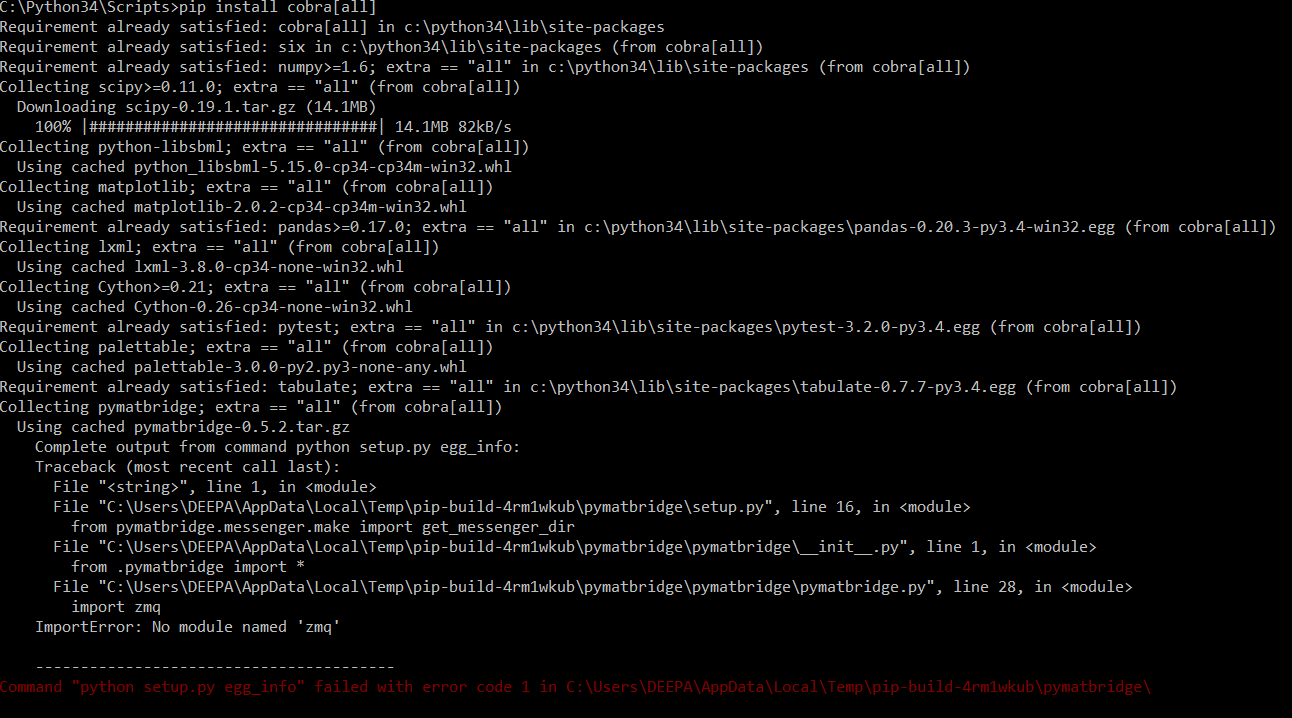 C:\Python34\Scripts>pip install cobra[all]
Requirement already satisfied: cobra[all] in c:\python34\lib\site-packages
Requirement already satisfied: six in c:\python34\lib\site-packages (from cobra[all])
Requirement already satisfied: numpy>=1.6; extra == "all" in c:\python34\lib\site-packages (from cobra[all])
Collecting scipy>=0.11.0; extra == "all" (from cobra[all])
  Downloading scipy-0.19.1.tar.gz (14.1MB)
    100% |################################| 14.1MB 82kB/s
Collecting python-libsbml; extra == "all" (from cobra[all])
  Using cached python_libsbml-5.15.0-cp34-cp34m-win32.whl
Collecting matplotlib; extra == "all" (from cobra[all])
  Using cached matplotlib-2.0.2-cp34-cp34m-win32.whl
Requirement already satisfied: pandas>=0.17.0; extra == "all" in c:\python34\lib\site-packages\pandas-0.20.3-py3.4-win32.egg (from cobra[all])
Collecting lxml; extra == "all" (from cobra[all])
  Using cached lxml-3.8.0-cp34-none-win32.whl
Collecting Cython>=0.21; extra == "all" (from cobra[all])
  Using cached Cython-0.26-cp34-none-win32.whl
Requirement already satisfied: pytest; extra == "all" in c:\python34\lib\site-packages\pytest-3.2.0-py3.4.egg (from cobra[all])
Collecting palettable; extra == "all" (from cobra[all])
  Using cached palettable-3.0.0-py2.py3-none-any.whl
Requirement already satisfied: tabulate; extra == "all" in c:\python34\lib\site-packages\tabulate-0.7.7-py3.4.egg (from cobra[all])
Collecting pymatbridge; extra == "all" (from cobra[all])
  Using cached pymatbridge-0.5.2.tar.gz
    Complete output from command python setup.py egg_info:
    Traceback (most recent call last):
      File "<string>", line 1, in <module>
      File "C:\Users\DEEPA\AppData\Local\Temp\pip-build-4rm1wkub\pymatbridge\setup.py", line 16, in <module>
        from pymatbridge.messenger.make import get_messenger_dir
      File "C:\Users\DEEPA\AppData\Local\Temp\pip-build-4rm1wkub\pymatbridge\pymatbridge\__init__.py", line 1, in <module>
        from .pymatbridge import *
      File "C:\Users\DEEPA\AppData\Local\Temp\pip-build-4rm1wkub\pymatbridge\pymatbridge\pymatbridge.py", line 28, in <module>
        import zmq
    ImportError: No module named 'zmq'
    ----------------------------------------
Command "python setup.py egg_info" failed with error code 1 in C:\Users\DEEPA\AppData\Local\Temp\pip-build-4rm1wkub\pymatbridge\